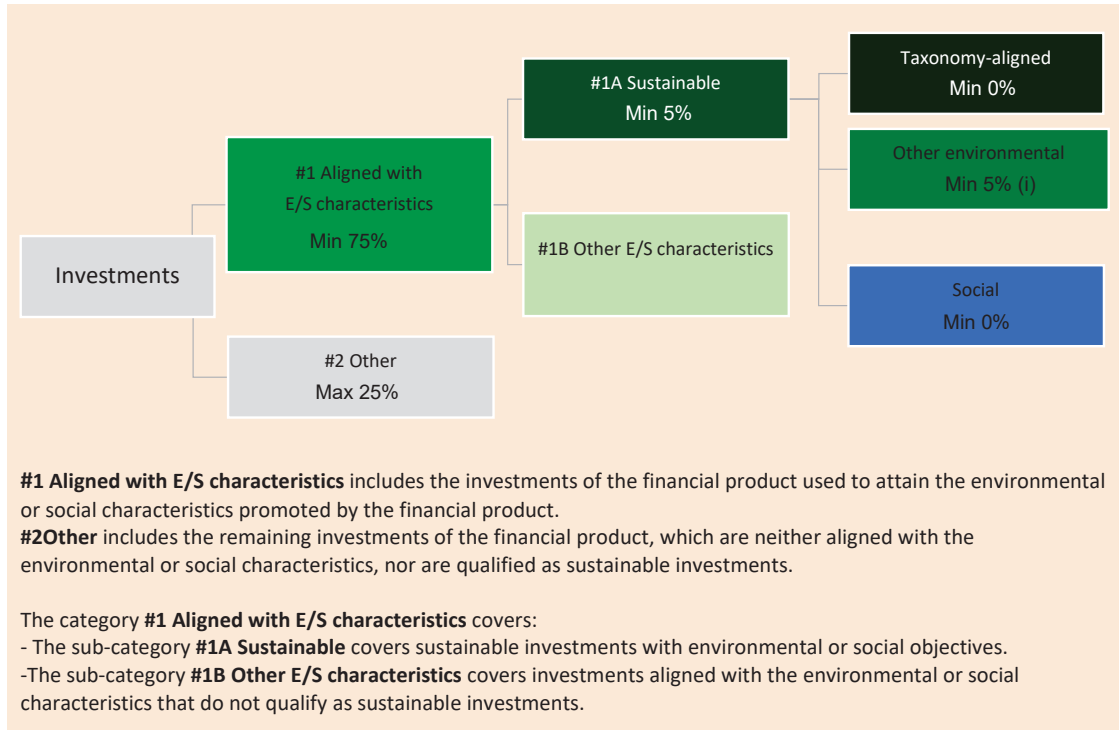 Investments
#1 Aligned with
E/S characteristics
Min 75%
#2 Other
Max 25%
#1A Sustainable
Min 5%
#1B Other E/S characteristics
Taxonomy-aligned
Min 0%
Other environmental
Min 5% (i)
Social
Min 0%
#1 Aligned with E/S characteristics includes the investments of the financial product used to attain the environmental
or social characteristics promoted by the financial product.
#2Other includes the remaining investments of the financial product, which are neither aligned with the
environmental or social characteristics, nor are qualified as sustainable investments.
The category #1 Aligned with E/S characteristics covers:
- The sub-category #1A Sustainable covers sustainable investments with environmental or social objectives.
-The sub-category #1B Other E/S characteristics covers investments aligned with the environmental or social
characteristics that do not qualify as sustainable investments.